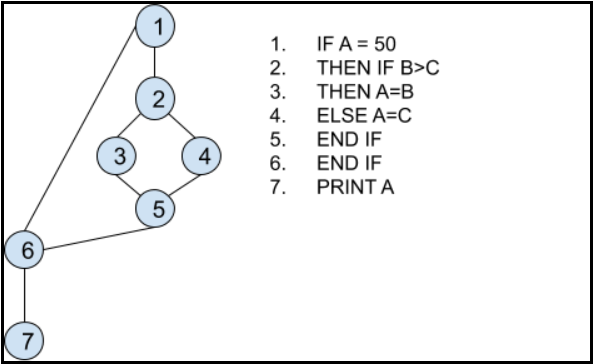 1
2
3 4
5
6
7
1. IF A = 50
2. THEN IF B>C
3. THEN A=B
4. ELSE A=C
5. END IF
6. END IF
7. PRINT A